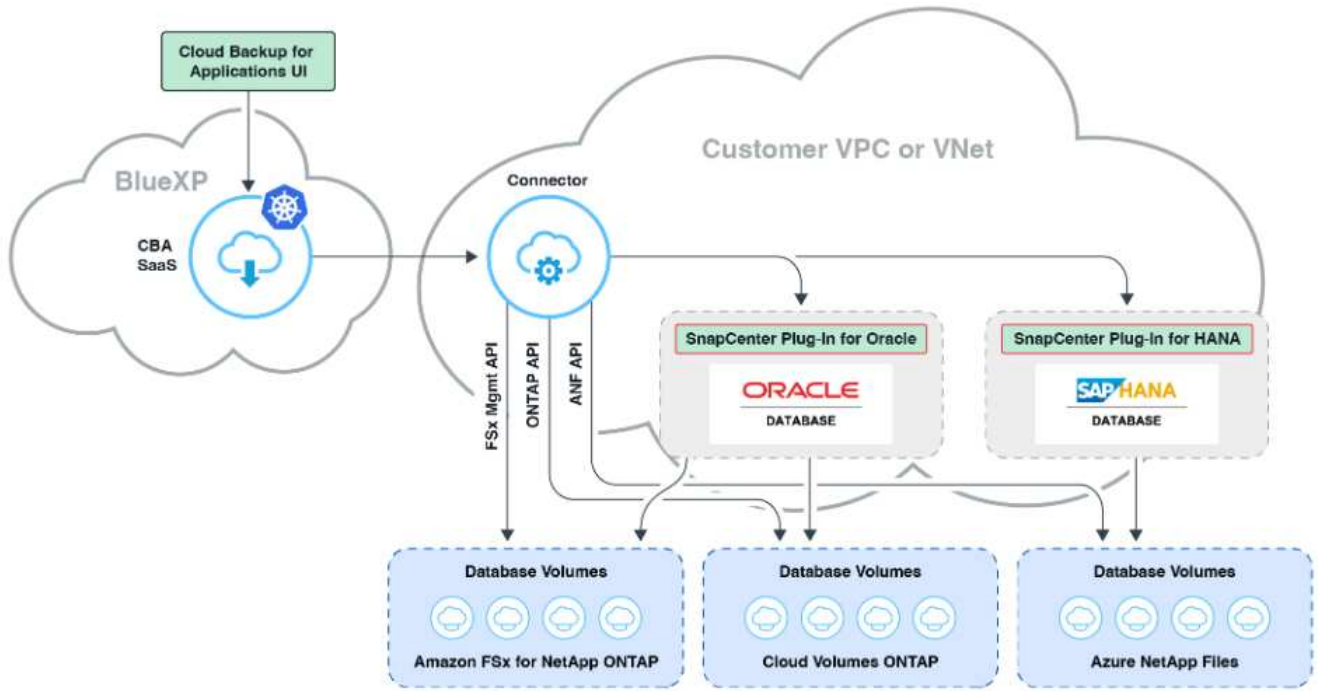 Cloud Backup for
Applications UI
BlueXP
Customer VPC or VNet
Connector
CBA
SaaS
FSx Mgmt API
ONTAP API
ANF API
SnapCenter Plug-In for Oracle
ORACLE
DATABASE
SnapCenter Plug-In for HANA
SAP HANA
DATABASE
Database Volumes
Amazon FSx for NetApp ONTAP
Database Volumes
Cloud Volumes ONTAP
Database Volumes
Azure NetApp Files